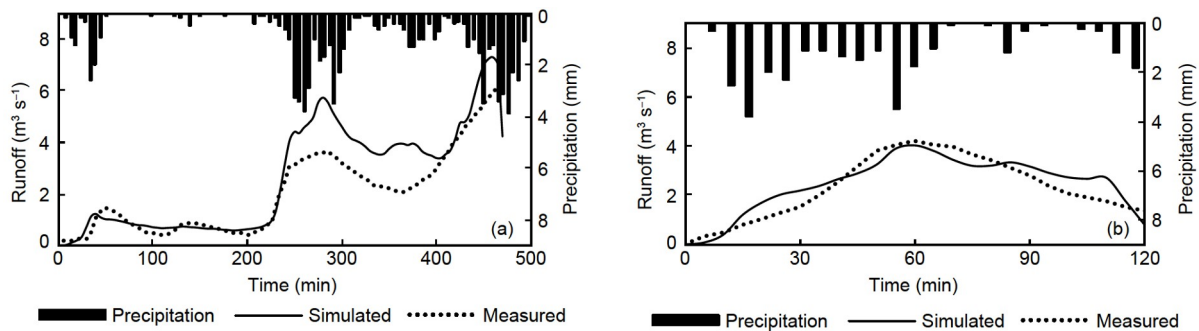 Runoff (m³ s⁻¹)
8
6
4
2
0
0
2
4
6
8
Precipitation (mm)
(a)
0 100 200 300 400 500
Time (min)
Precipitation Simulated Measured
Runoff (m³ s⁻¹)
8
6
4
2
0
0
2
4
6
8
Precipitation (mm)
(b)
0 30 60 90 120
Time (min)
Precipitation Simulated Measured